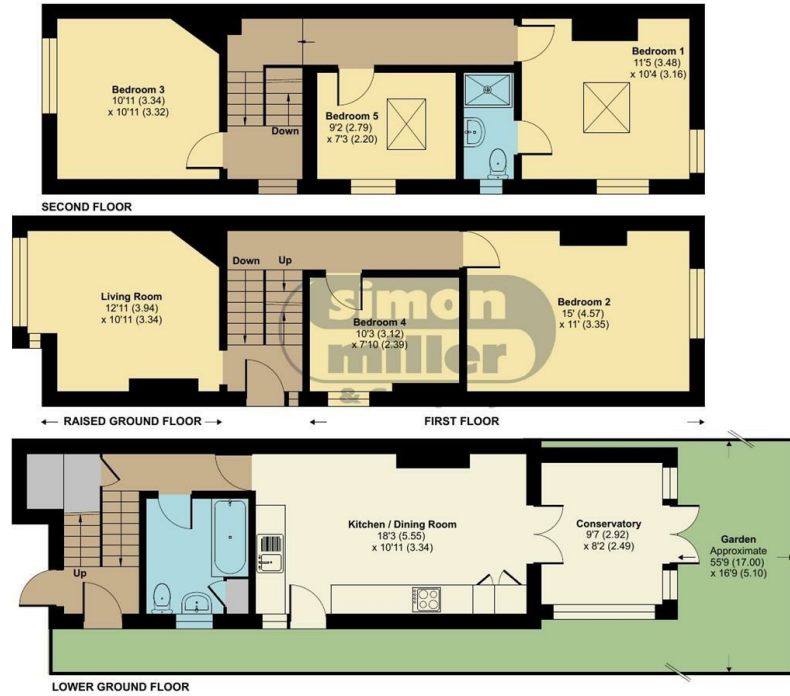 Bedroom 3
10'11 (3.34)
x 10'11 (3.32)
Down
Bedroom 5
9'2 (2.79)
x 7'3 (2.20)
Bedroom 1
11'5 (3.48)
x 10'4 (3.16)
SECOND FLOOR
Living Room
12'11 (3.94)
x 10'11 (3.34)
Down
Up
simon
miller
Bedroom 4
10'3 (3.12)
x 7'10 (2.39)
Bedroom 2
15' (4.57)
x 11' (3.35)
RAISED GROUND FLOOR
FIRST FLOOR
Up
Kitchen / Dining Room
18'3 (5.55)
x 10'11 (3.34)
Conservatory
9'7 (2.92)
x 8'2 (2.49)
Garden
Approximate
55'9 (17.00)
x 16'9 (5.10)
LOWER GROUND FLOOR